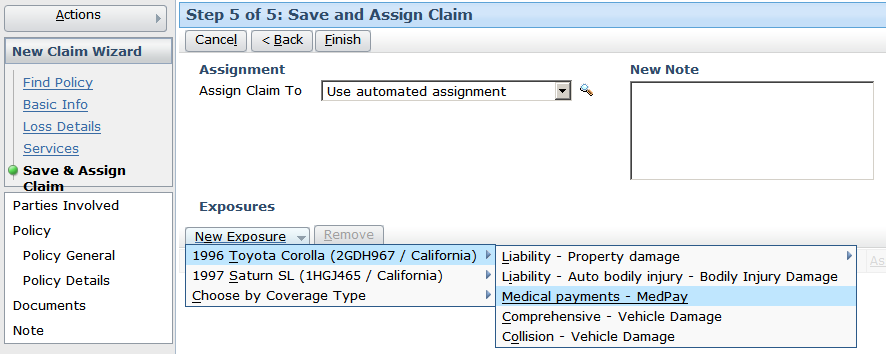 Actions
New Claim Wizard
Find Policy
Basic Info
Loss Details
Services
Save & Assign
Claim
Parties Involved
Policy
Policy General
Policy Details
Documents
Note
Step 5 of 5: Save and Assign Claim
Cancel
< Back
Finish
Assignment
Assign Claim To
Use automated assignment
New Note
Exposures
New Exposure
Remove
1996 Toyota Corolla (2GDH967 / California)
1997 Saturn SL (1HGJ465 / California)
Choose by Coverage Type
Liability - Property damage
Liability - Auto bodily injury - Bodily Injury Damage
Medical payments - MedPay
Comprehensive - Vehicle Damage
Collision - Vehicle Damage
As